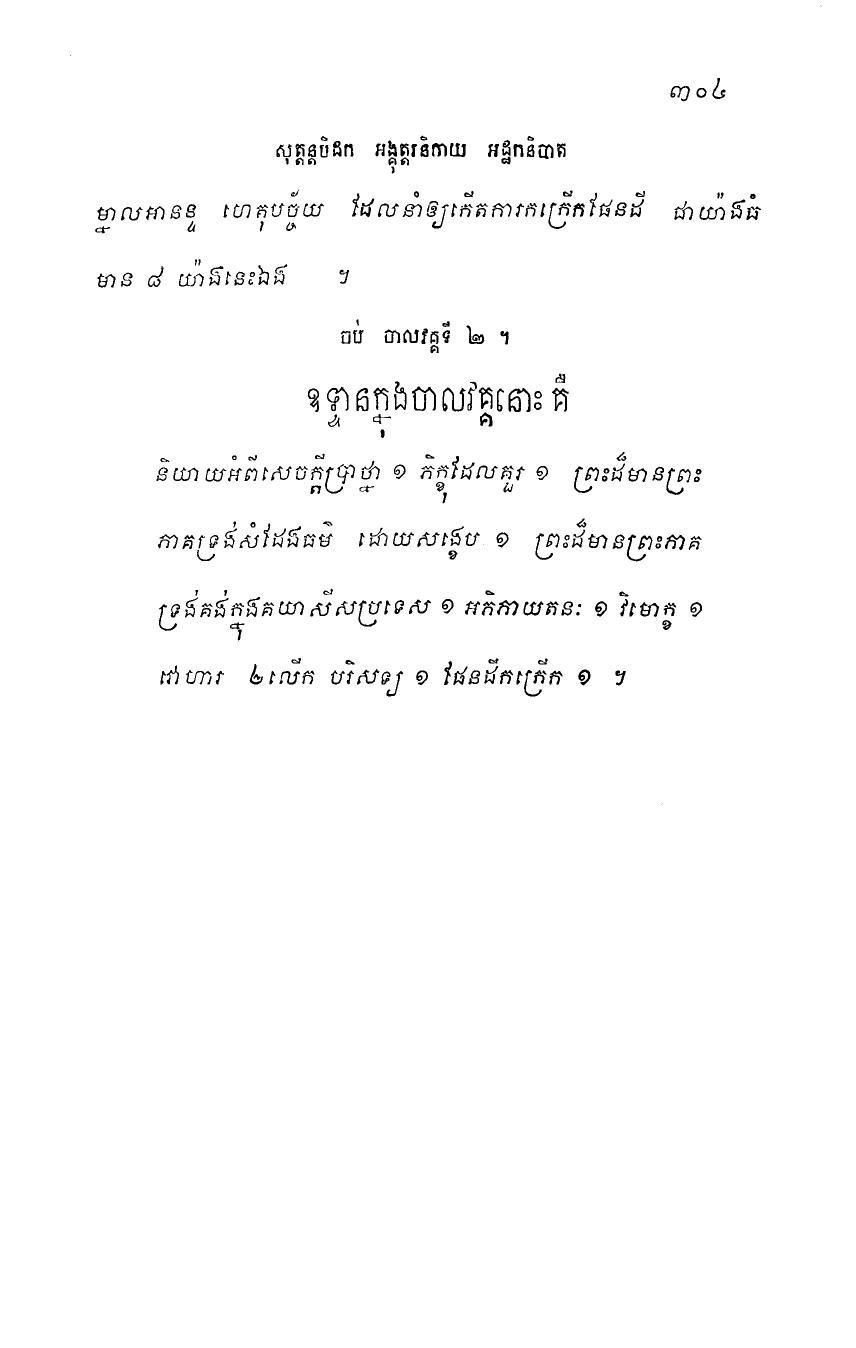 ៣០៤
សុត្តន្តបិដក អង្គុត្តរនិកាយ អដ្ឋកនិបាត
ម្នាលអានន្ទ ហេតុបច្ច័យ ដែលនាំឲ្យកើតការកក្រើកផែនដី ជាយ៉ាងធំ
មាន ៨ យ៉ាងនេះឯង ។
ចប់ ចាលវគ្គទី ២ ។
ឧទ្ទានក្នុងចាលវគ្គនោះ គឺ
និយាយអំពីសេចក្តីប្រាថ្នា ១ ភិក្ខុដែលគួរ ១ ព្រះដ៏មានព្រះ
ភាគទ្រង់សំដែងធម៌ ដោយសង្ខេប ១ ព្រះដ៏មានព្រះភាគ
ទ្រង់គង់ក្នុងគយាសីសប្រទេស ១ អភិភាយតនៈ ១ វិមោក្ខ ១
វោហារ ២លើក បរិសទ្យ ១ ផែនដីកក្រើក ១ ។